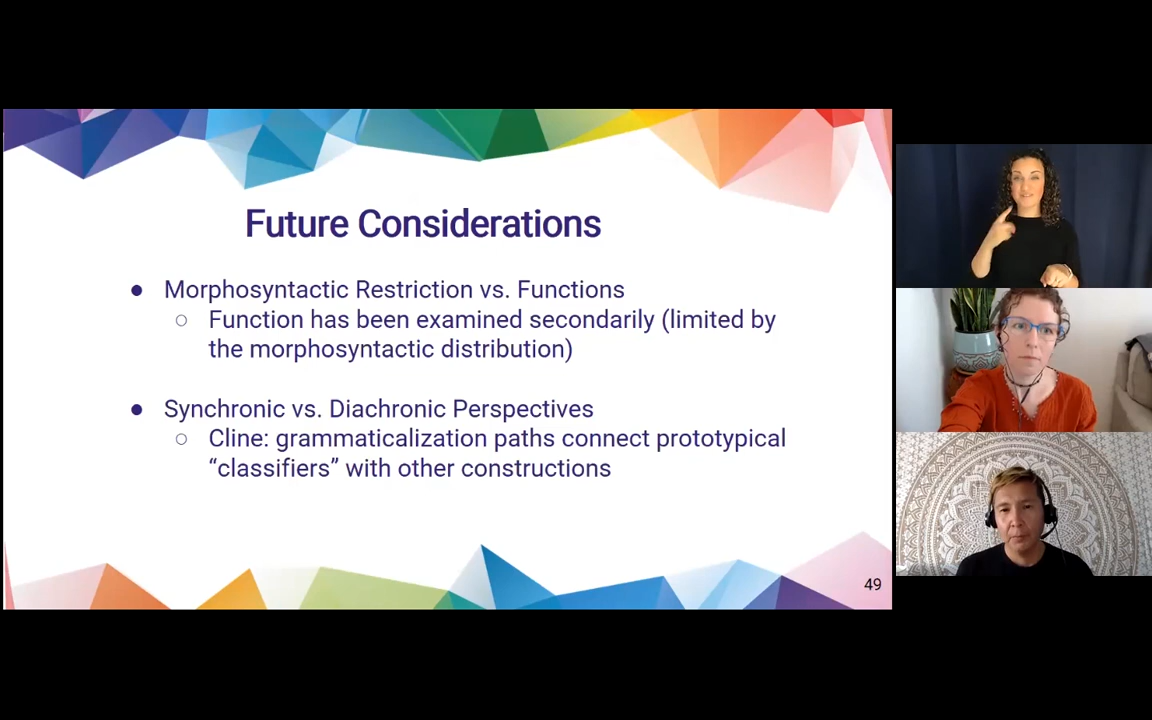 Future Considerations
● Morphosyntactic Restriction vs. Functions
○ Function has been examined secondarily (limited by
the morphosyntactic distribution)
● Synchronic vs. Diachronic Perspectives
○ Cline: grammaticalization paths connect prototypical
“classifiers” with other constructions
49